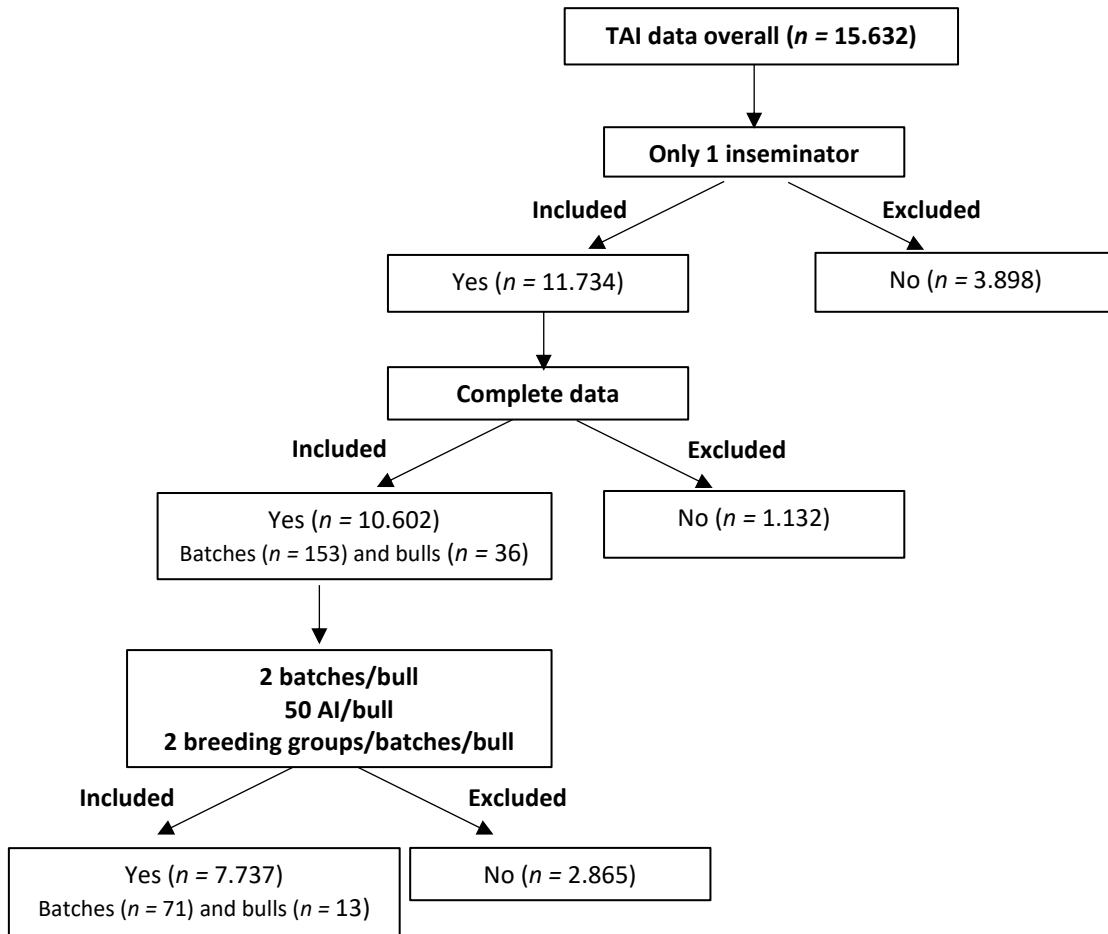 TAI data overall (n = 15.632)
Only 1 inseminator
Included
Excluded
Yes (n = 11.734)
No (n = 3.898)
Complete data
Included
Excluded
Yes (n = 10.602)
Batches (n = 153) and bulls (n = 36)
No (n = 1.132)
2 batches/bull
50 AI/bull
2 breeding groups/batches/bull
Included
Excluded
Yes (n = 7.737)
Batches (n = 71) and bulls (n = 13)
No (n = 2.865)